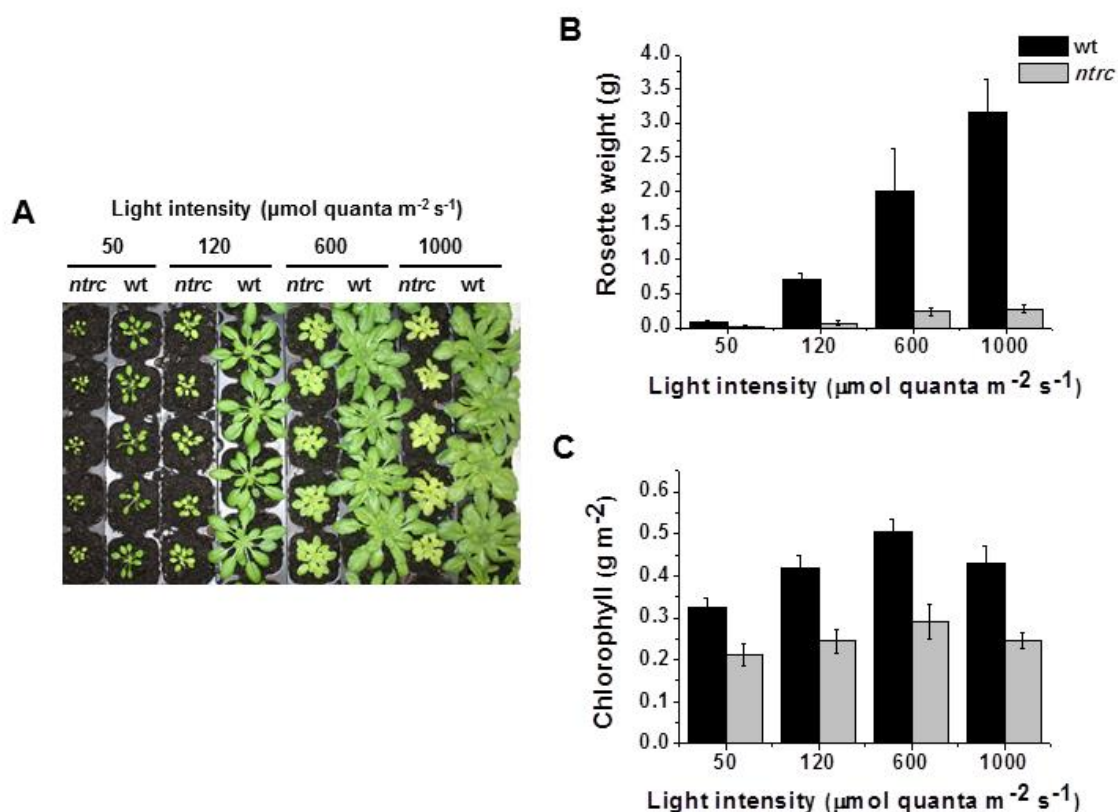 A
Light intensity (µmol quanta m-2 s-1)
50 120 600 1000
ntrc wt ntrc wt ntrc wt ntrc wt
B
wt
ntrc
Rosette weight (g)
4.0
3.5
3.0
2.5
2.0
1.5
1.0
0.5
0.0
50 120 600 1000
Light intensity (µmol quanta m -2 s-1)
C
Chlorophyll (g m-2)
0.6
0.5
0.4
0.3
0.2
0.1
0.0
50 120 600 1000
Light intensity (µmol quanta m -2 s-1)